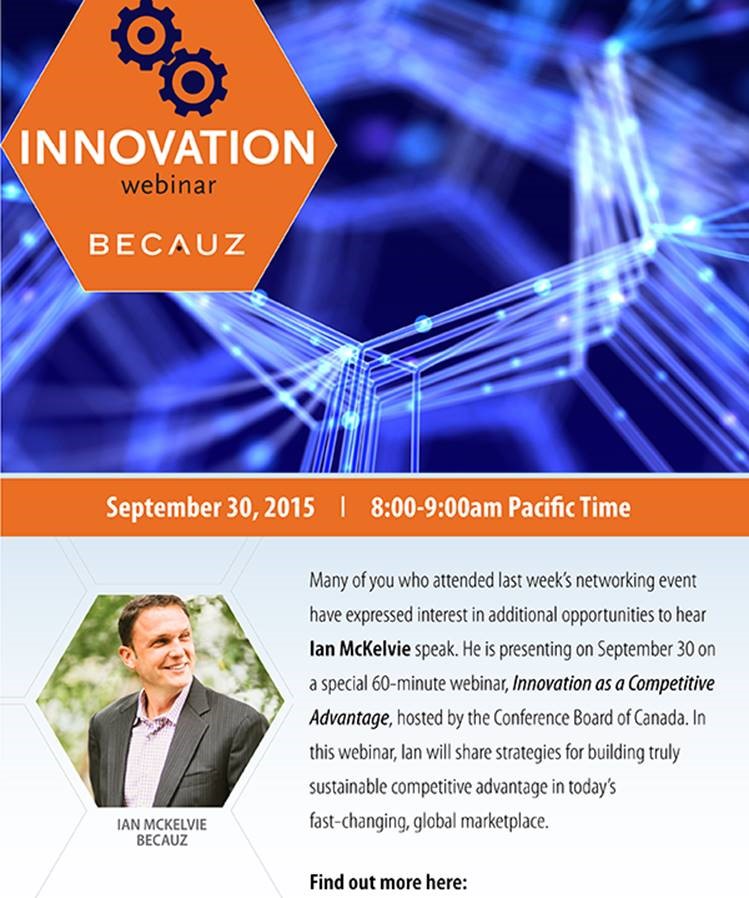 INNOVATION
webinar
BECAUZ
September 30, 2015 | 8:00-9:00am Pacific Time
Many of you who attended last week's networking event
have expressed interest in additional opportunities to hear
Ian McKelvie speak. He is presenting on September 30 on
a special 60-minute webinar, Innovation as a Competitive
Advantage, hosted by the Conference Board of Canada. In
this webinar, Ian will share strategies for building truly
sustainable competitive advantage in today's
fast-changing, global marketplace.
IAN MCKELVIE
BECAUZ
Find out more here: